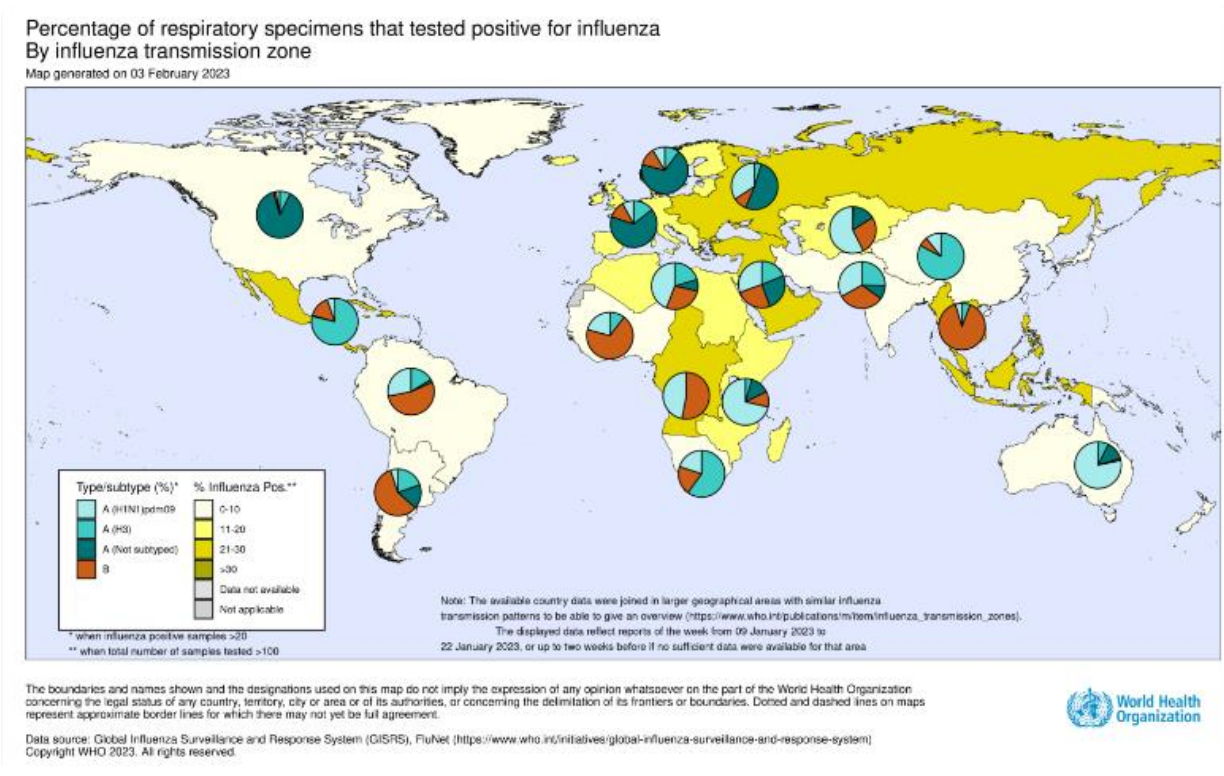 Percentage of respiratory specimens that tested positive for influenza
By influenza transmission zone
Map generated on 03 February 2023
Type/subtype (%)*
A (H1N1)pdm09
A (H3)
A (Not subtyped)
B
% Influenza Pos.**
0-10
11-20
21-30
>30
Data not available
Not applicable
* when influenza positive samples >20
** when total number of samples tested >100
Note: The available country data were joined in larger geographical areas with similar influenza
transmission patterns to be able to give an overview (https://www.who.int/publications/m/item/influenza_transmission_zones).
The displayed data reflect reports of the week from 09 January 2023 to
22 January 2023, or up to two weeks before if no sufficient data were available for that area
The boundaries and names shown and the designations used on this map do not imply the expression of any opinion whatsoever on the part of the World Health Organization
concerning the legal status of any country, territory, city or area or of its authorities, or concerning the delimitation of its frontiers or boundaries. Dotted and dashed lines on maps
represent approximate border lines for which there may not yet be full agreement.
Data source: Global Influenza Surveillance and Response System (GISRS), FluNet (https://www.who.int/initiatives/global-influenza-surveillance-and-response-system)
Copyright WHO 2023. All rights reserved.
World Health
Organization